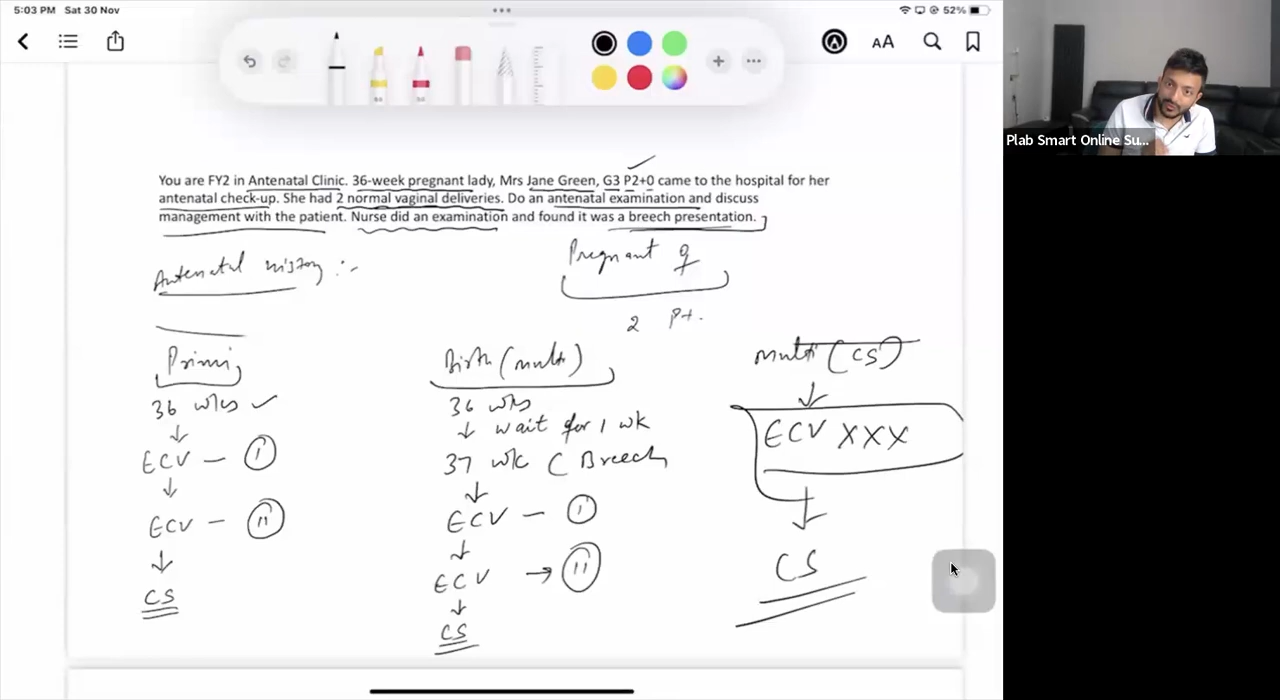 5:03 PM Sat 30 Nov
52%
AA
Plab Smart Online Su...
You are FY2 in Antenatal Clinic. 36-week pregnant lady, Mrs Jane Green, G3 P2+0 came to the hospital for her
antenatal check-up. She had 2 normal vaginal deliveries. Do an antenatal examination and discuss
management with the patient. Nurse did an examination and found it was a breech presentation.
Antenatal history :-
Pregnant ♀
2 Pt.
Primi
36 wks ✓
↓
ECV - I
↓
ECV - II
↓
CS
Birth (multi)
36 wks
↓ wait for 1 wk
37 wk C Breech
↓
ECV - I
↓
ECV → II
↓
CS
multi (CS)
↓
ECV XXX
↓
CS